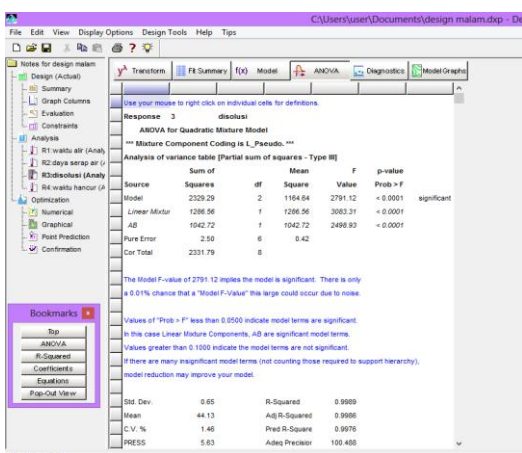 C:\Users\user\Documents\design malam.dxp - De
File Edit View Display Options Design Tools Help Tips
Notes for design malam
Design (Actual)
Summary
Graph Columns
Evaluation
Constraints
Analysis
R1:waktu alir (Analy
R2:daya serap air (
R3:disolusi (Analy
R4:waktu hancur (A
Optimization
Numerical
Graphical
Point Prediction
Confirmation
Transform Fit Summary f(x) Model ANOVA Diagnostics Model Graphs
Use your mouse to right click on individual cells for definitions.
Response 3 disolusi
ANOVA for Quadratic Mixture Model
*** Mixture Component Coding is L_Pseudo. ***
Analysis of variance table [Partial sum of squares - Type III]
Sum of Mean F p-value
Source Squares df Square Value Prob > F
Model 2329.29 2 1164.64 2791.12 < 0.0001 significant
Linear Mixtur 1286.56 1 1286.56 3083.31 < 0.0001
AB 1042.72 1 1042.72 2498.93 < 0.0001
Pure Error 2.50 6 0.42
Cor Total 2331.79 8
The Model F-value of 2791.12 implies the model is significant. There is only
a 0.01% chance that a "Model F-Value" this large could occur due to noise.
Values of "Prob > F" less than 0.0500 indicate model terms are significant.
In this case Linear Mixture Components, AB are significant model terms.
Values greater than 0.1000 indicate the model terms are not significant.
If there are many insignificant model terms (not counting those required to support hierarchy),
model reduction may improve your model.
Std. Dev. 0.65 R-Squared 0.9989
Mean 44.13 Adj R-Squared 0.9986
C.V. % 1.46 Pred R-Square 0.9976
PRESS 5.63 Adeq Precisior 100.488
Bookmarks
Top
ANOVA
R-Squared
Coefficients
Equations
Pop-Out View